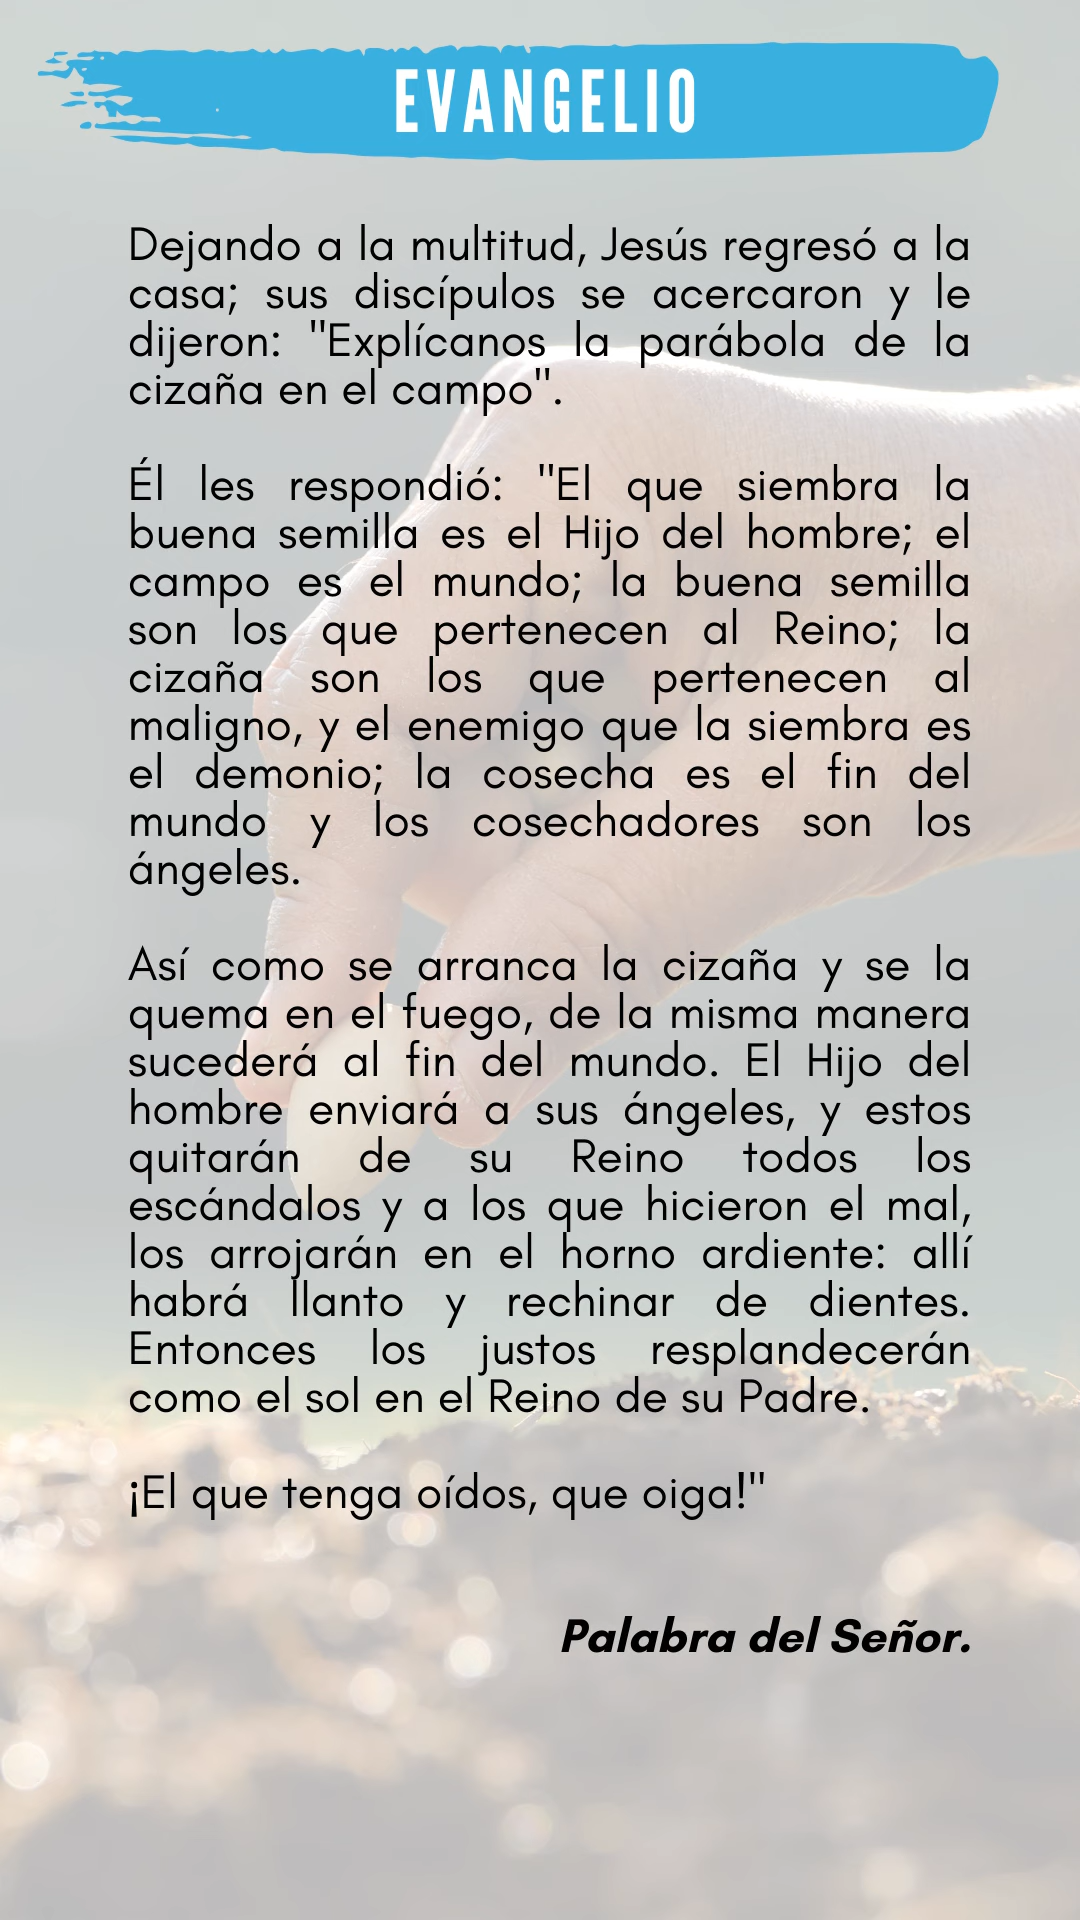 EVANGELIO
Dejando a la multitud, Jesús regresó a la
casa; sus discípulos se acercaron y le
dijeron: "Explícanos la parábola de la
cizaña en el campo".
Él les respondió: "El que siembra la
buena semilla es el Hijo del hombre; el
campo es el mundo; la buena semilla
son los que pertenecen al Reino; la
cizaña son los que pertenecen al
maligno, y el enemigo que la siembra es
el demonio; la cosecha es el fin del
mundo y los cosechadores son los
ángeles.
Así como se arranca la cizaña y se la
quema en el fuego, de la misma manera
sucederá al fin del mundo. El Hijo del
hombre enviará a sus ángeles, y estos
quitarán de su Reino todos los
escándalos y a los que hicieron el mal,
los arrojarán en el horno ardiente: allí
habrá llanto y rechinar de dientes.
Entonces los justos resplandecerán
como el sol en el Reino de su Padre.
¡El que tenga oídos, que oiga!"
Palabra del Señor.